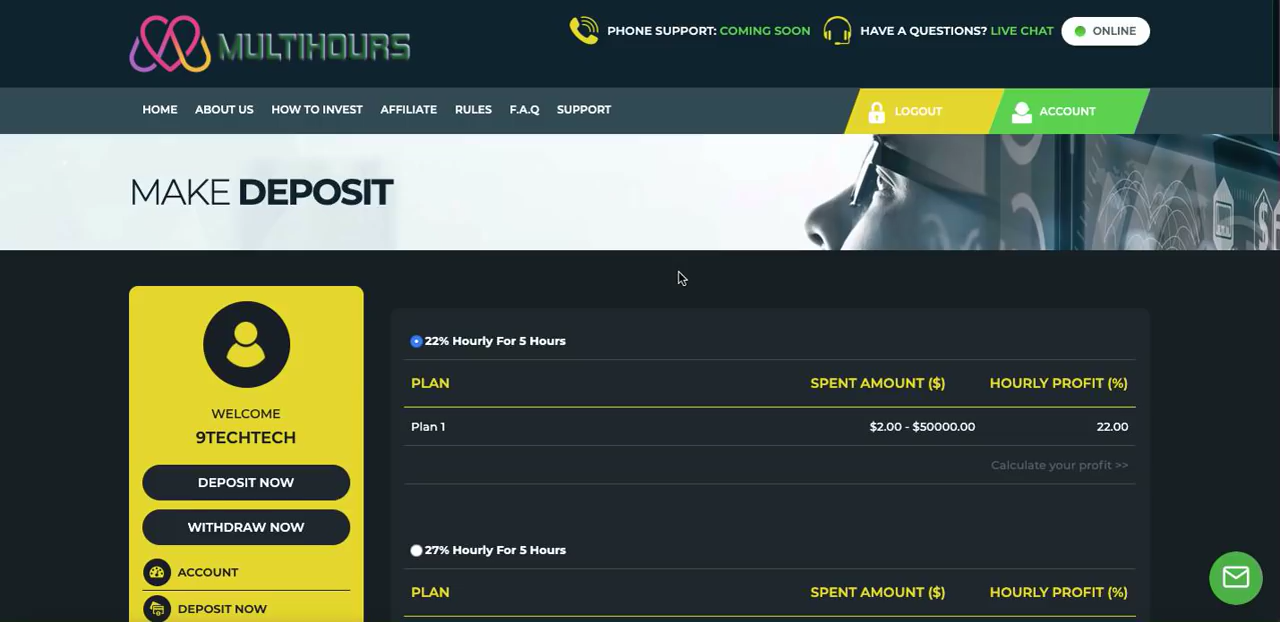 MULTIHOURS
PHONE SUPPORT: COMING SOON
HAVE A QUESTIONS? LIVE CHAT
ONLINE
HOME ABOUT US HOW TO INVEST AFFILIATE RULES F.A.Q SUPPORT
LOGOUT
ACCOUNT
MAKE DEPOSIT
WELCOME
9TECHTECH
DEPOSIT NOW
WITHDRAW NOW
ACCOUNT
DEPOSIT NOW
22% Hourly For 5 Hours
PLAN SPENT AMOUNT ($) HOURLY PROFIT (%)
Plan 1 $2.00 - $50000.00 22.00
Calculate your profit >>
27% Hourly For 5 Hours
PLAN SPENT AMOUNT ($) HOURLY PROFIT (%)